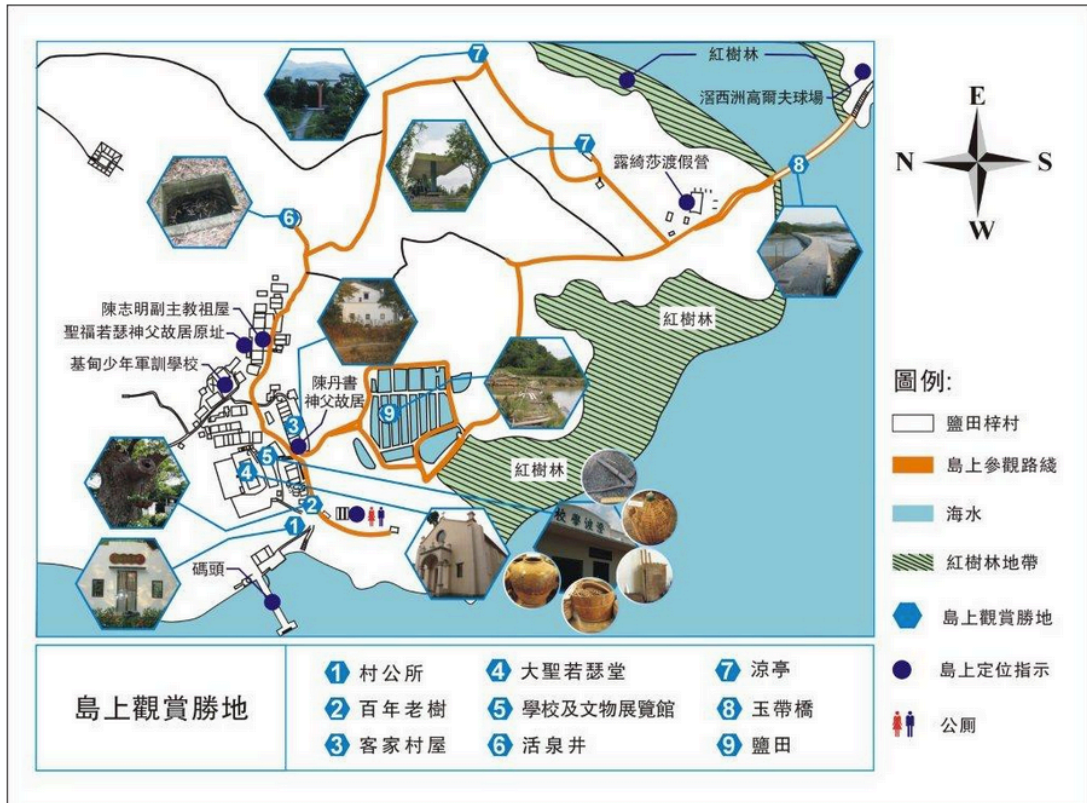 紅樹林
滘西洲高爾夫球場
露綺莎渡假營
7
7
8
6
E
N
S
W
陳志明副主教祖屋
聖福若瑟神父故居原址
基甸少年軍訓學校
紅樹林
陳丹書
神父故居
9
3
5
4
紅樹林
2
1
碼頭
校學波澄
圖例:
鹽田梓村
島上參觀路綫
海水
紅樹林地帶
島上觀賞勝地
島上定位指示
公厠
島上觀賞勝地
1 村公所
2 百年老樹
3 客家村屋
4 大聖若瑟堂
5 學校及文物展覽館
6 活泉井
7 涼亭
8 玉帶橋
9 鹽田